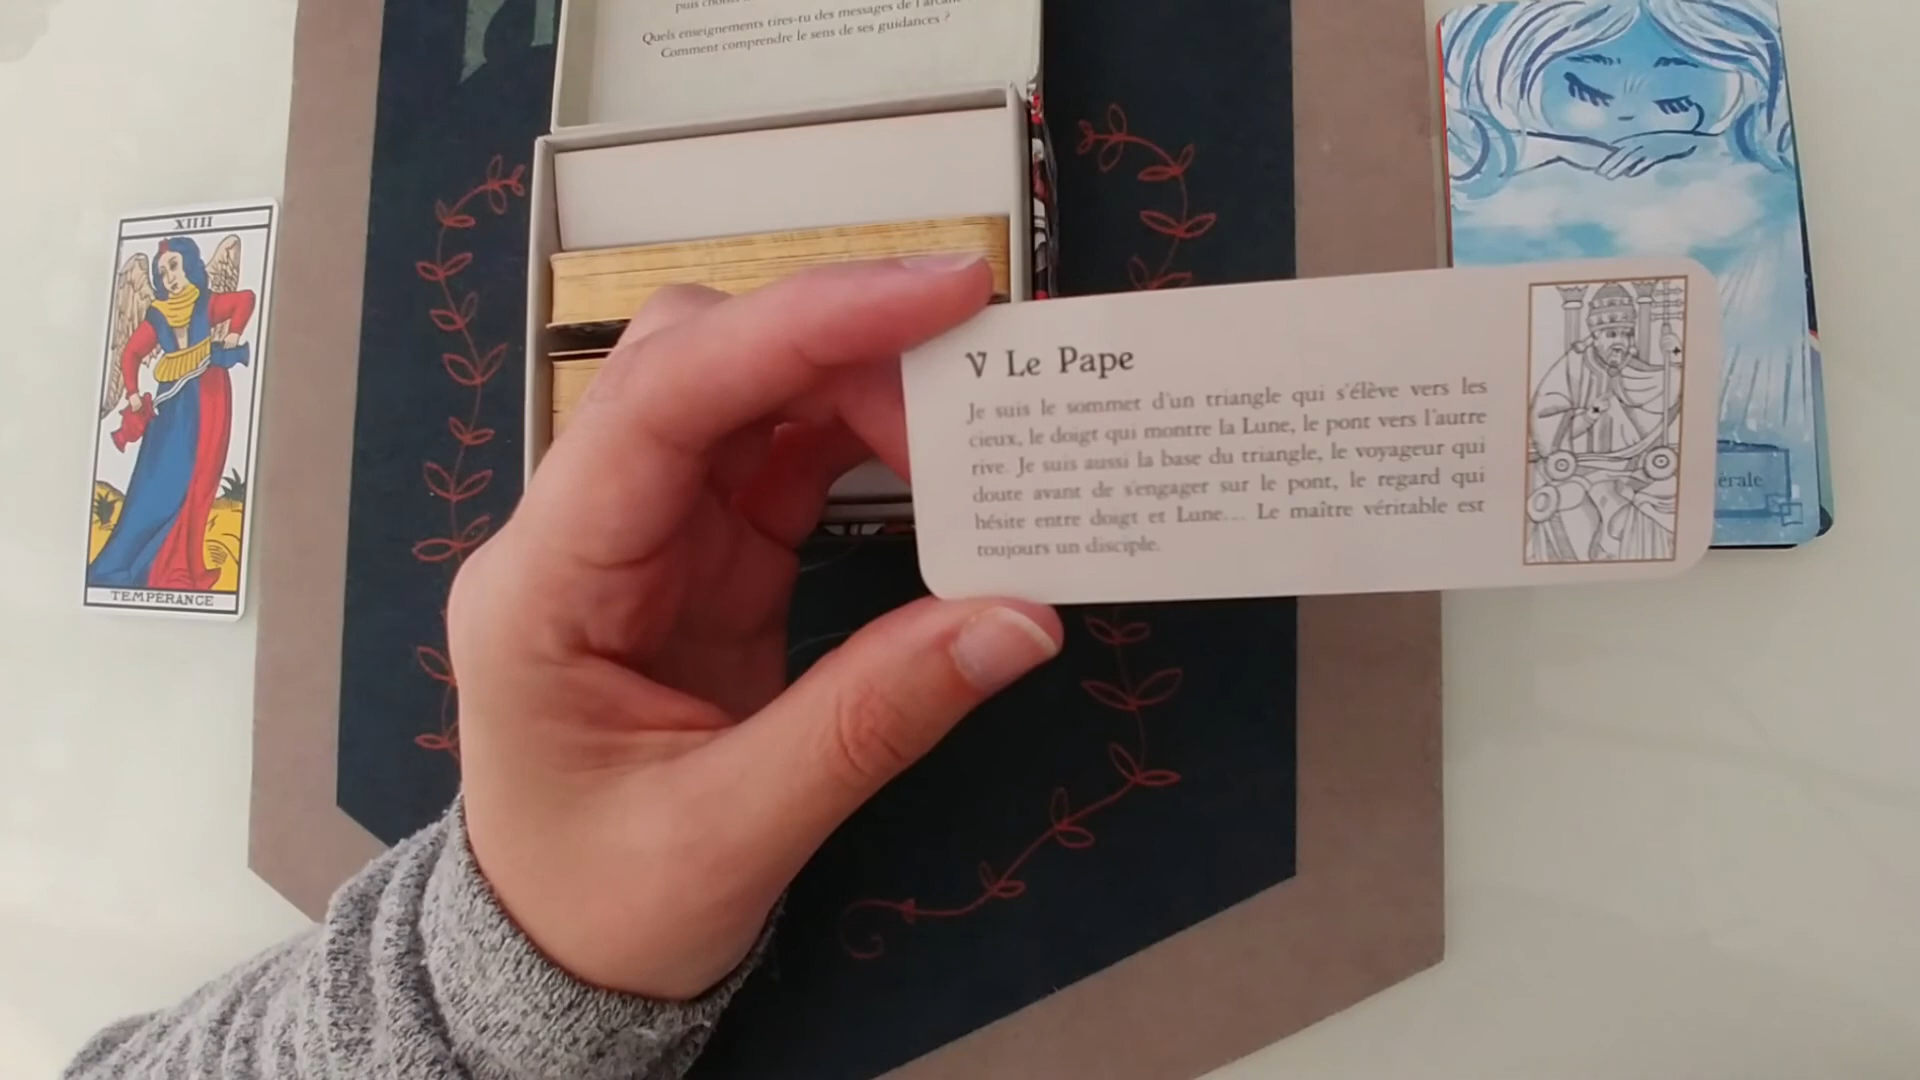 puis
Quels enseignements tires-tu des messages de l'arcane
Comment comprendre le sens de ses guidances ?
XIIII
TEMPÉRANCE
V Le Pape
Je suis le sommet d'un triangle qui s'élève vers les
cieux, le doigt qui montre la Lune, le pont vers l'autre
rive. Je suis aussi la base du triangle, le voyageur qui
doute avant de s'engager sur le pont, le regard qui
hésite entre doigt et Lune... Le maître véritable est
toujours un disciple.
érale